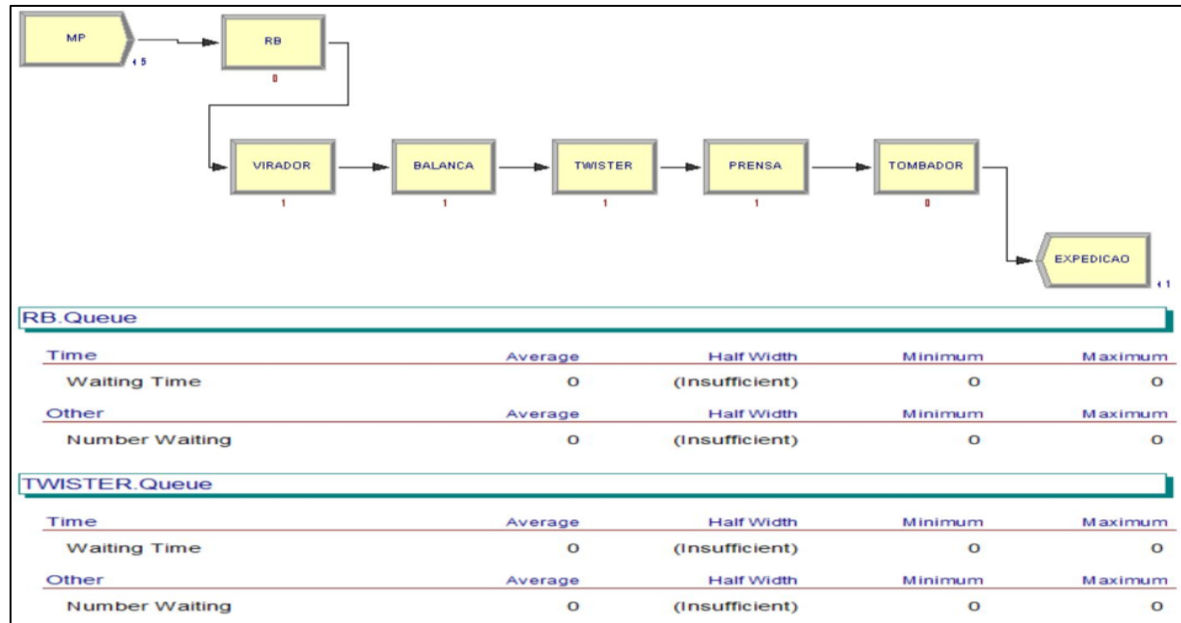 MP
RB
45
0
VIRADOR
BALANCA
TWISTER
PRENSA
TOMBADOR
1
1
1
1
0
EXPEDICAO
41
RB.Queue
Time Average Half Width Minimum Maximum
Waiting Time 0 (Insufficient) 0 0
Other Average Half Width Minimum Maximum
Number Waiting 0 (Insufficient) 0 0
TWISTER.Queue
Time Average Half Width Minimum Maximum
Waiting Time 0 (Insufficient) 0 0
Other Average Half Width Minimum Maximum
Number Waiting 0 (Insufficient) 0 0